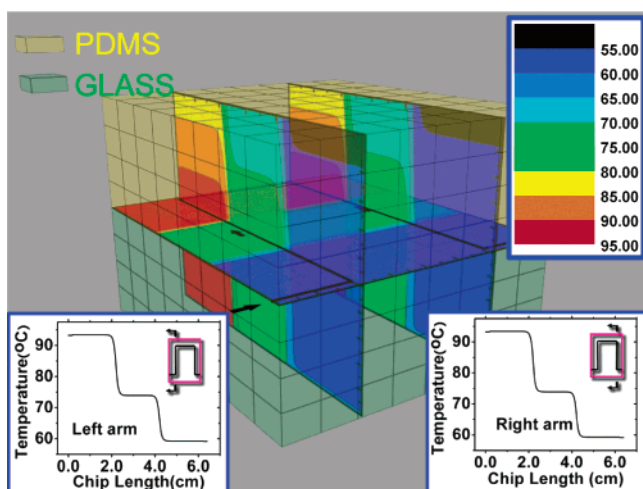 PDMS
GLASS
55.00
60.00
65.00
70.00
75.00
80.00
85.00
90.00
95.00
Temperature(°C)
90
80
70
60
Left arm
0.0 2.0 4.0 6.0
Chip Length(cm)
Temperature(°C)
90
80
70
60
Right arm
0.0 2.0 4.0 6.0
Chip Length (cm)